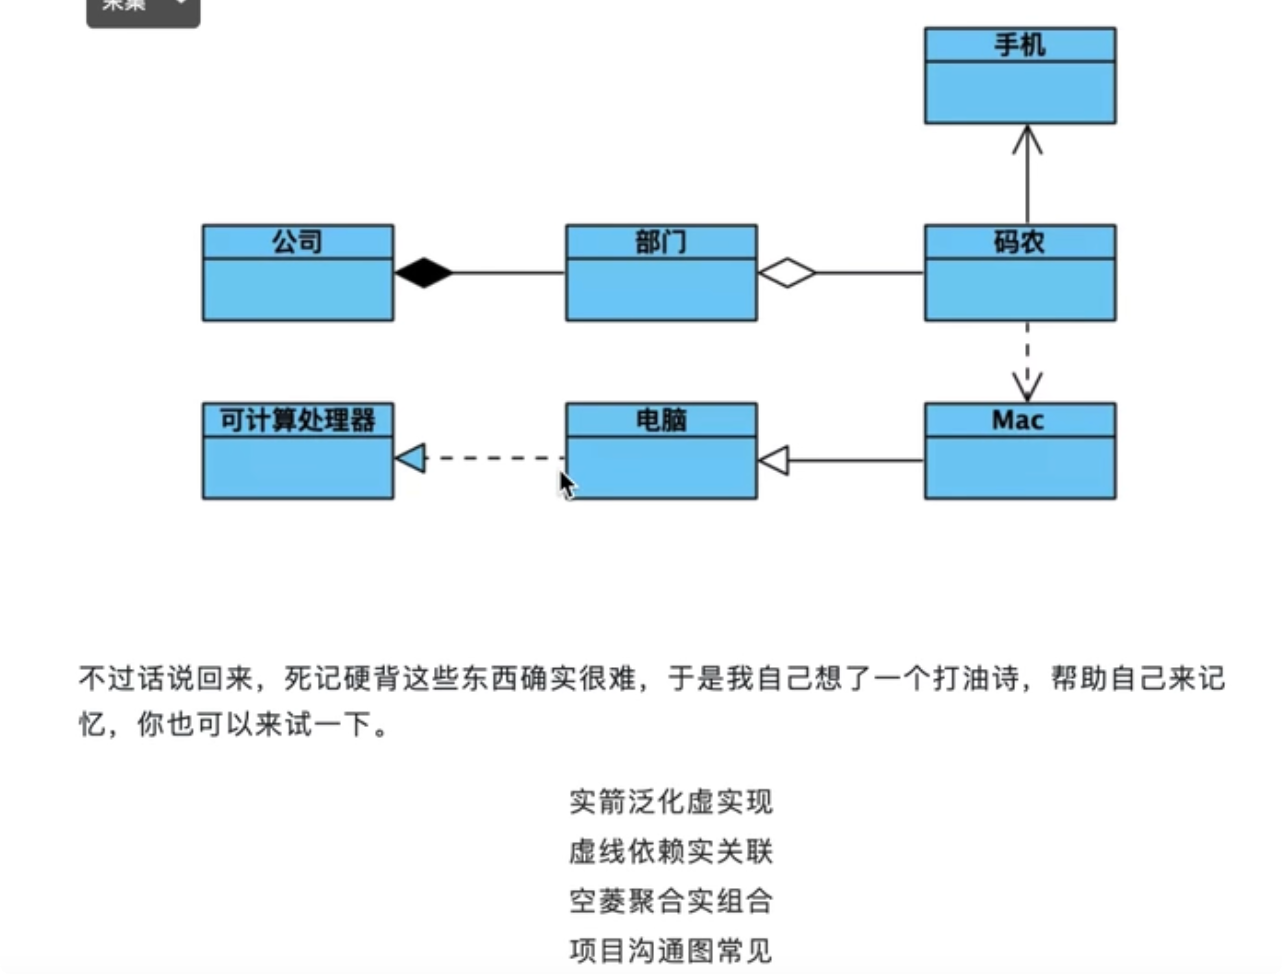 采集
手机
公司
部门
码农
可计算处理器
电脑
Mac
不过话说回来，死记硬背这些东西确实很难，于是我自己想了一个打油诗，帮助自己来记
忆，你也可以来试一下。
实箭泛化虚实现
虚线依赖实关联
空菱聚合实组合
项目沟通图常见